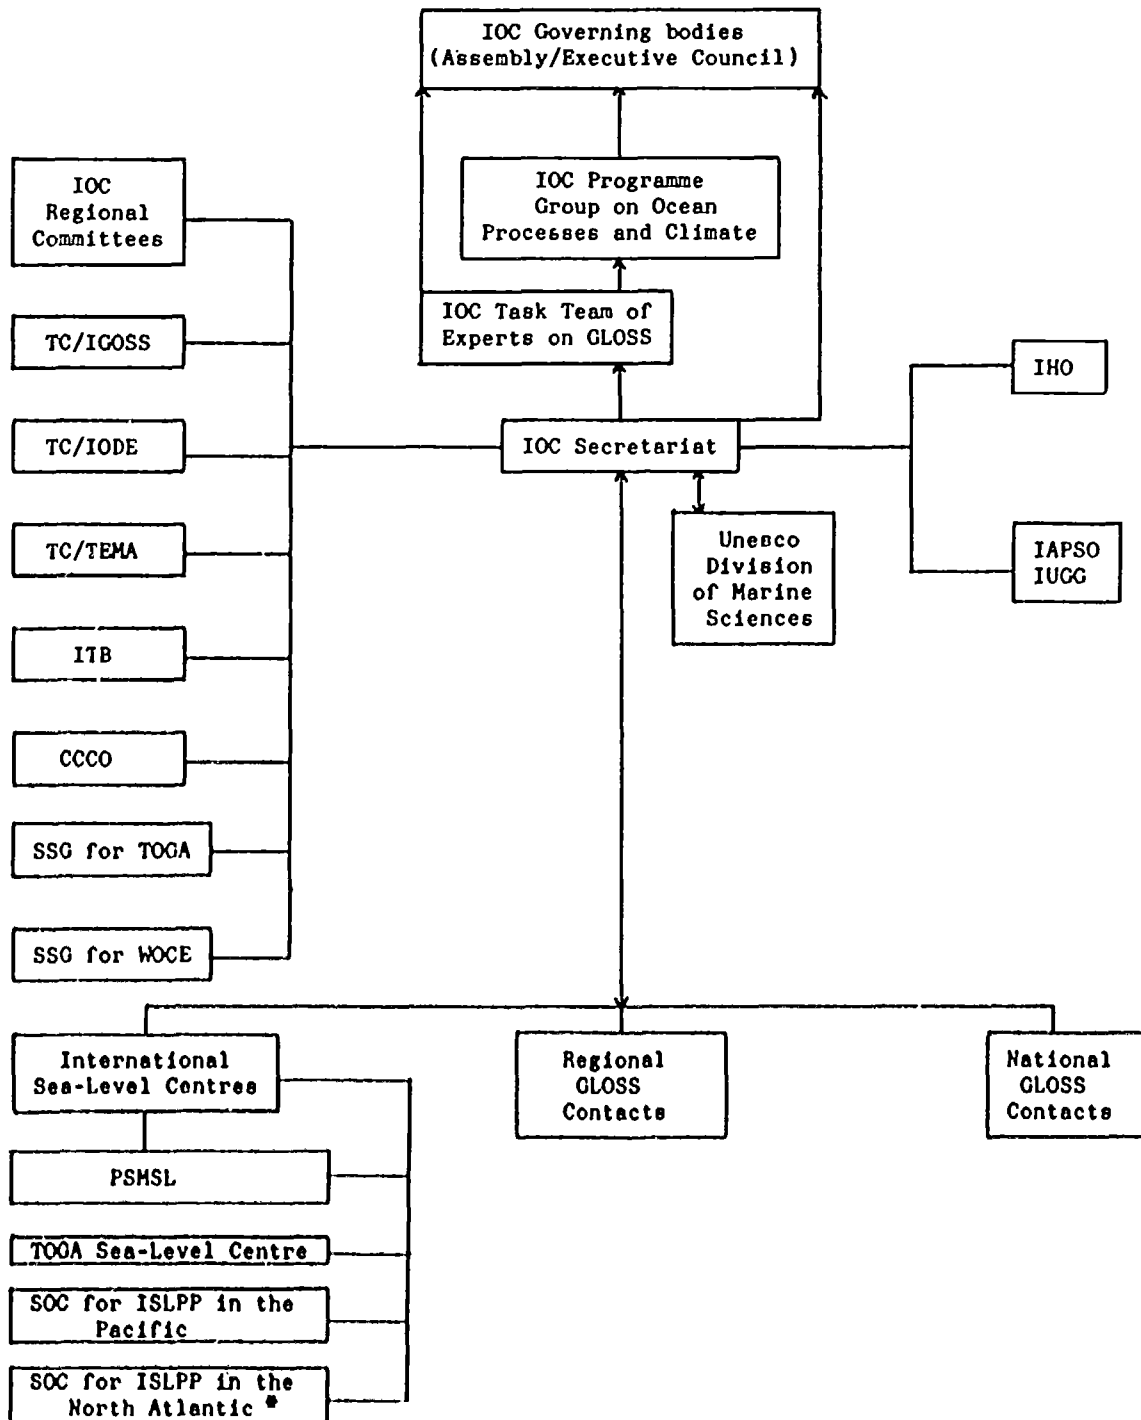 IOC Governing bodies
(Assembly/Executive Council)
IOC Programme
Group on Ocean
Processes and Climate
IOC Task Team of
Experts on GLOSS
IOC Secretariat
Unesco
Division
of Marine
Sciences
IOC
Regional
Committees
TC/IGOSS
TC/IODE
TC/TEMA
ITB
CCCO
SSG for TOGA
SSG for WOCE
IHO
IAPSO
IUGG
International
Sea-Level Centres
PSMSL
TOGA Sea-Level Centre
SOC for ISLPP in the
Pacific
SOC for ISLPP in the
North Atlantic *
Regional
GLOSS
Contacts
National
GLOSS
Contacts